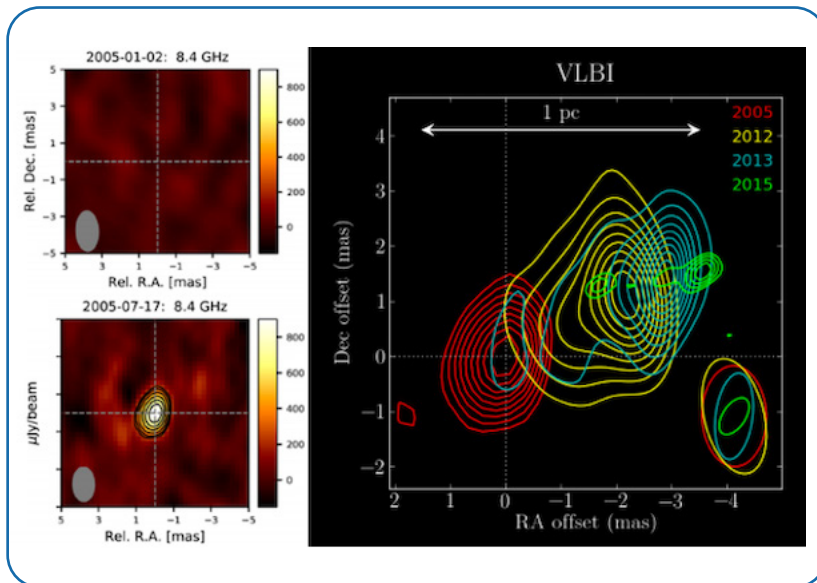 2005-01-02: 8.4 GHz
5
3
1
-1
-3
-5
Rel. Dec. [mas]
5 3 1 -1 -3 -5
Rel. R.A. [mas]
800
600
400
200
0
2005-07-17: 8.4 GHz
μJy/beam
5 3 1 -1 -3 -5
Rel. R.A. [mas]
800
600
400
200
0
VLBI
1 pc
2005
2012
2013
2015
4
3
2
1
0
-1
-2
Dec offset (mas)
2 1 0 -1 -2 -3 -4
RA offset (mas)